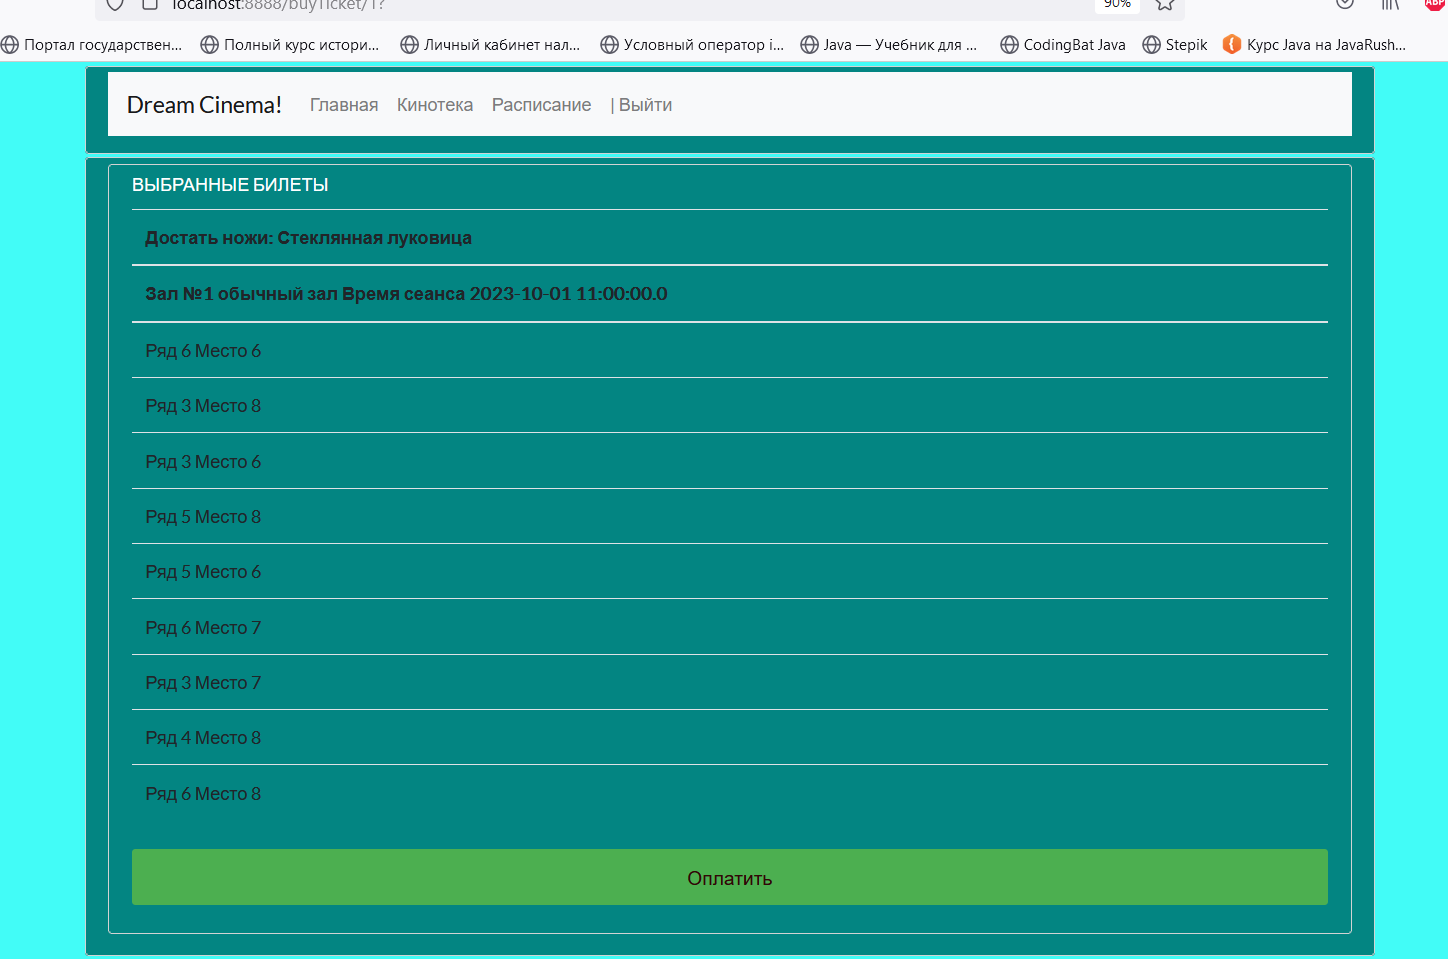 localhost:8888/buyTicket/1?
90%
ABP
Портал государствен...
Полный курс истори...
Личный кабинет нал...
Условный оператор i...
Java — Учебник для ...
CodingBat Java
Stepik
Курс Java на JavaRush...
Dream Cinema! Главная Кинотека Расписание | Выйти
ВЫБРАННЫЕ БИЛЕТЫ
Достать ножи: Стеклянная луковица
Зал №1 обычный зал Время сеанса 2023-10-01 11:00:00.0
Ряд 6 Место 6
Ряд 3 Место 8
Ряд 3 Место 6
Ряд 5 Место 8
Ряд 5 Место 6
Ряд 6 Место 7
Ряд 3 Место 7
Ряд 4 Место 8
Ряд 6 Место 8
Оплатить